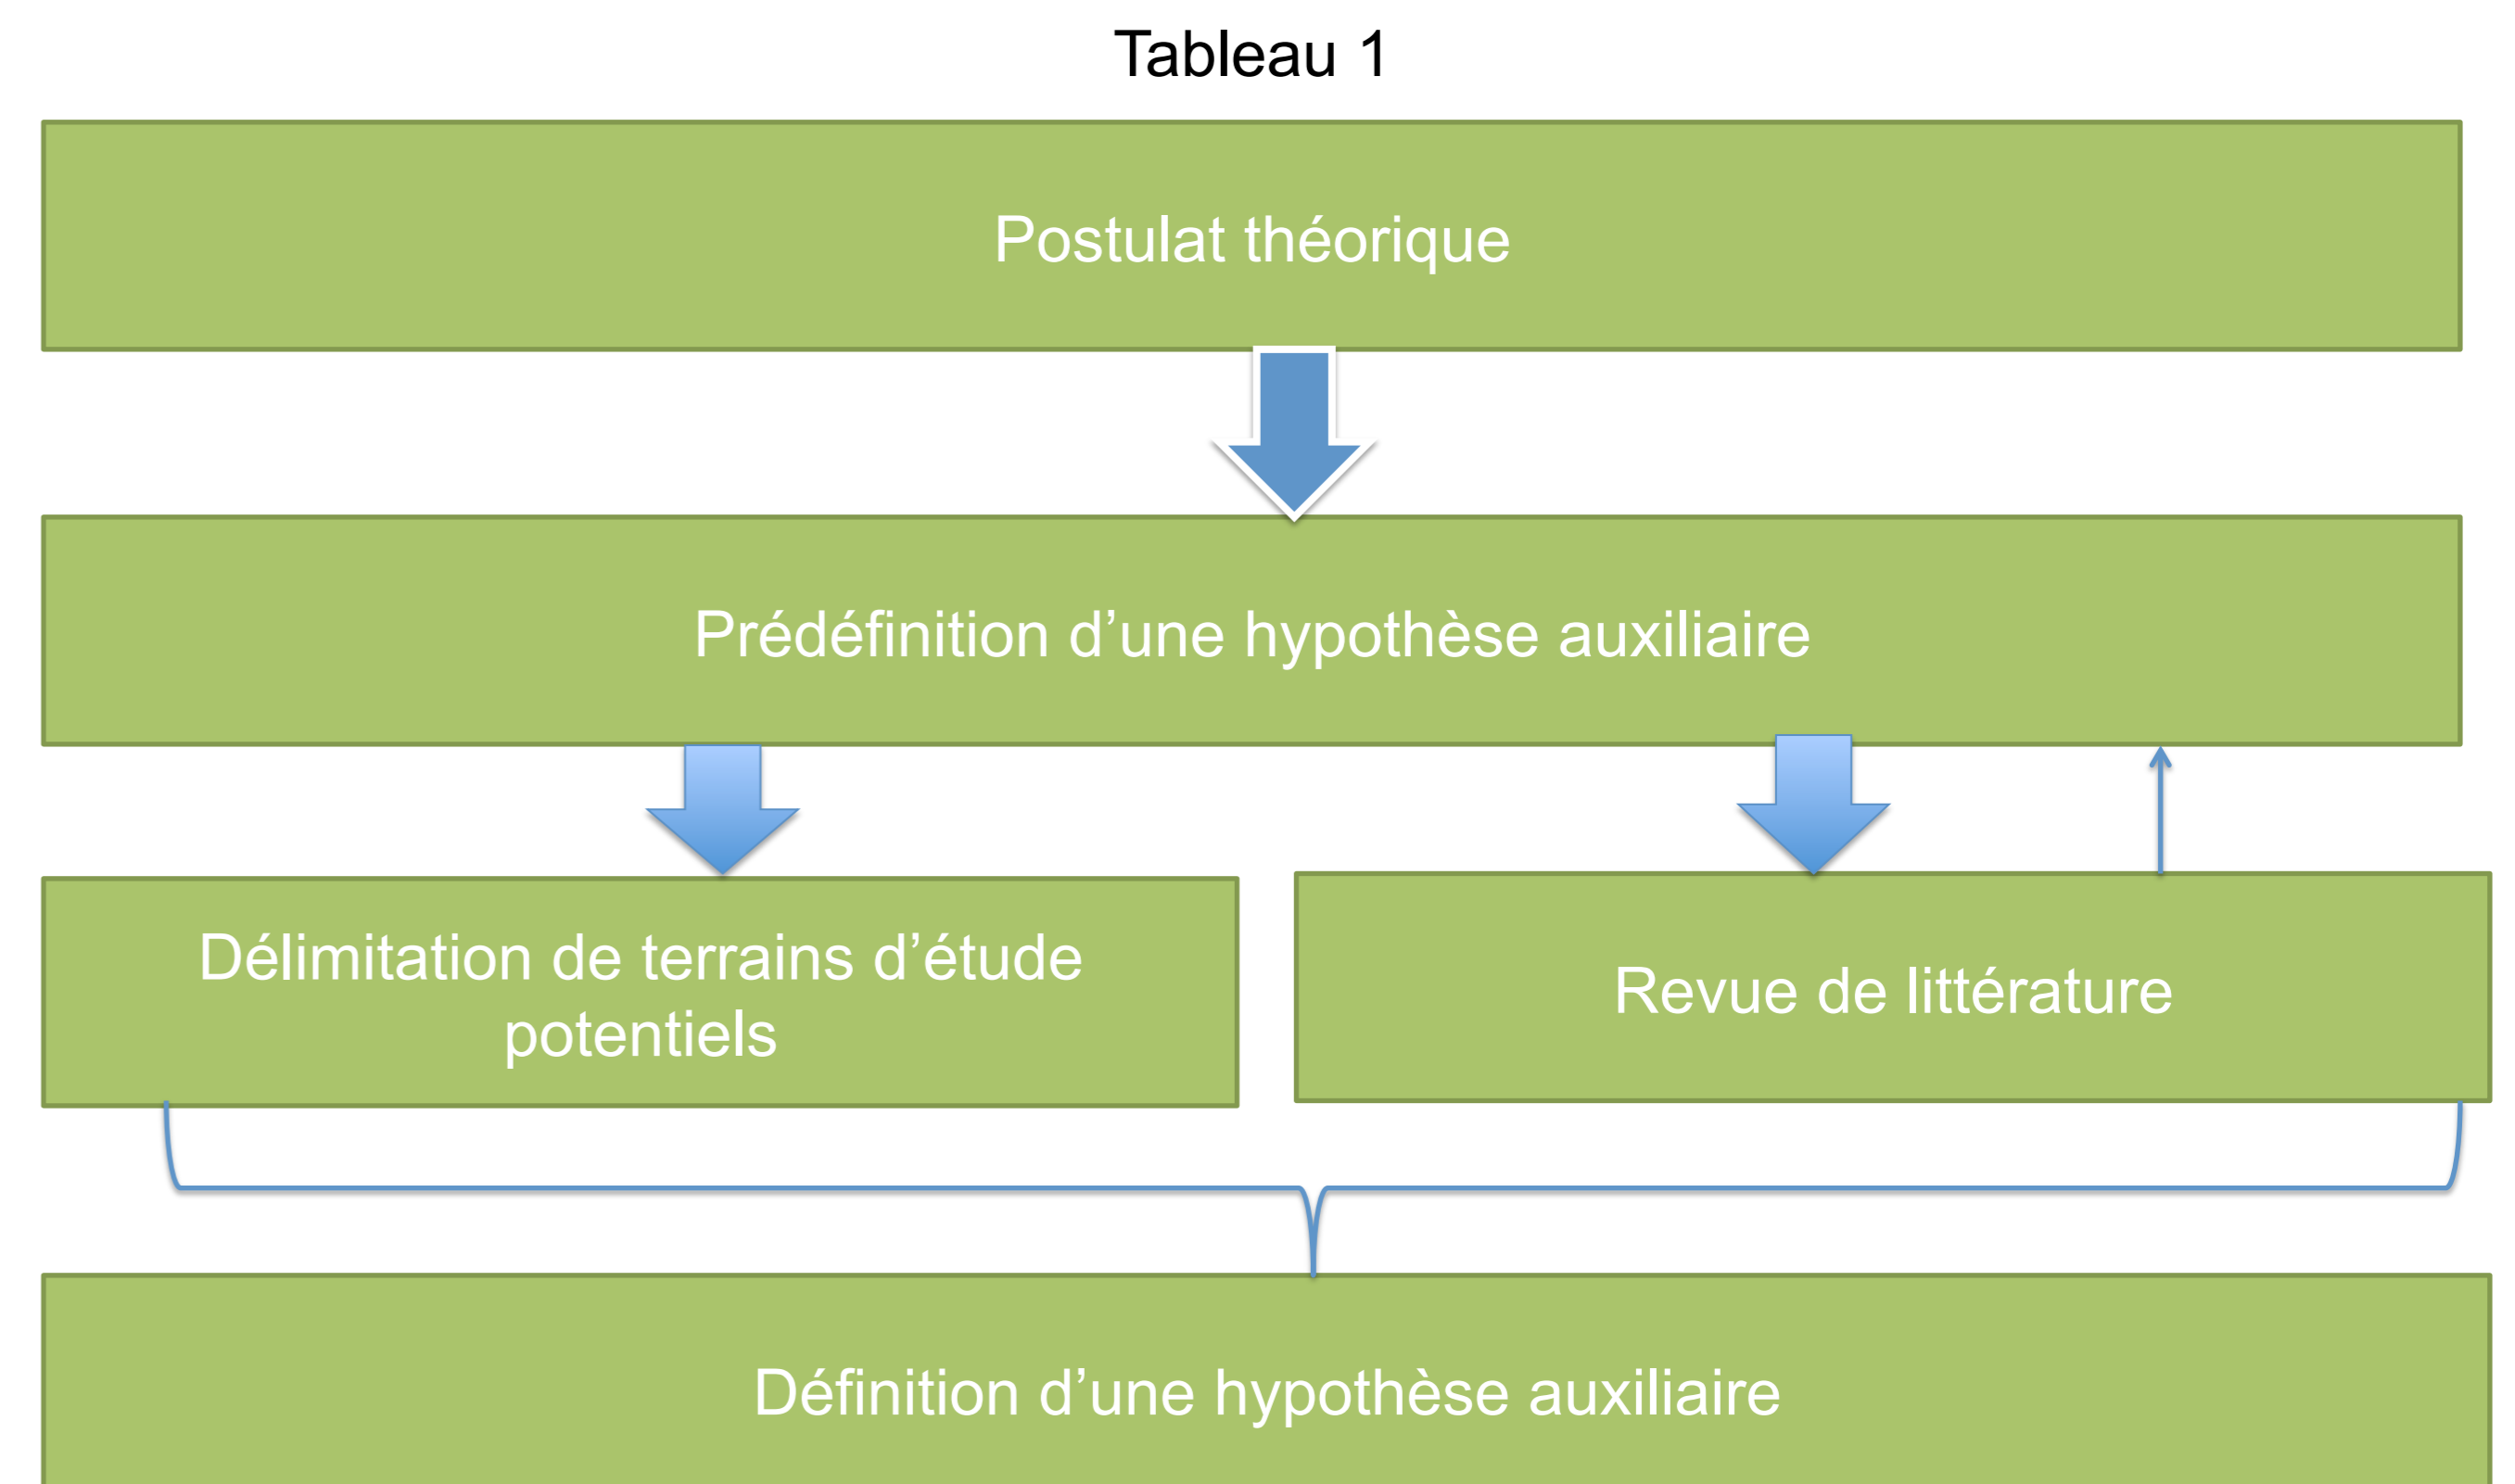 Tableau 1
Postulat théorique
Prédéfinition d’une hypothèse auxiliaire
Délimitation de terrains d’étude
potentiels
Revue de littérature
Définition d’une hypothèse auxiliaire